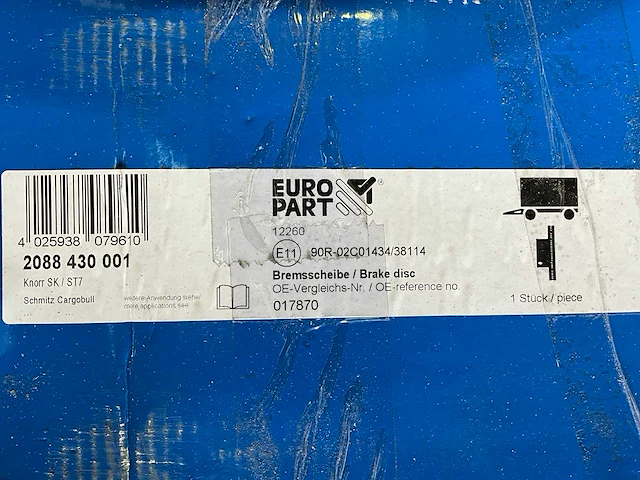 4 025938 079610
2088 430 001
Knorr SK / ST7
Schmitz Cargobull
weitere Anwendung siehe:
more applications, see:
EURO
PART
12260
E11 90R-02C01434/38114
Bremsscheibe / Brake disc
OE-Vergleichs-Nr. / OE-reference no.
017870
1 Stück / piece